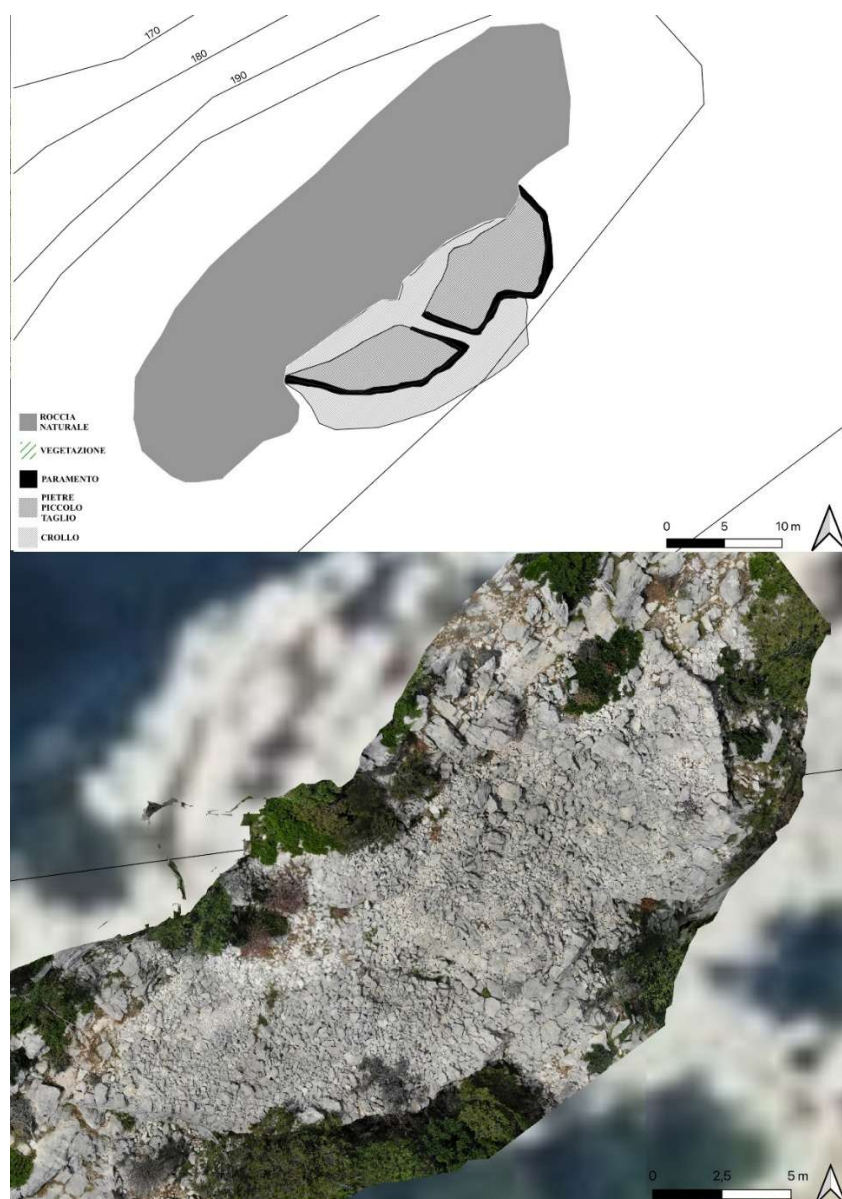 170
180
190
ROCCIA
NATURALE
VEGETAZIONE
PARAMENTO
PIETRE
PICCOLO
TAGLIO
CROLLO
0 5 10 m
0 2,5 5 m